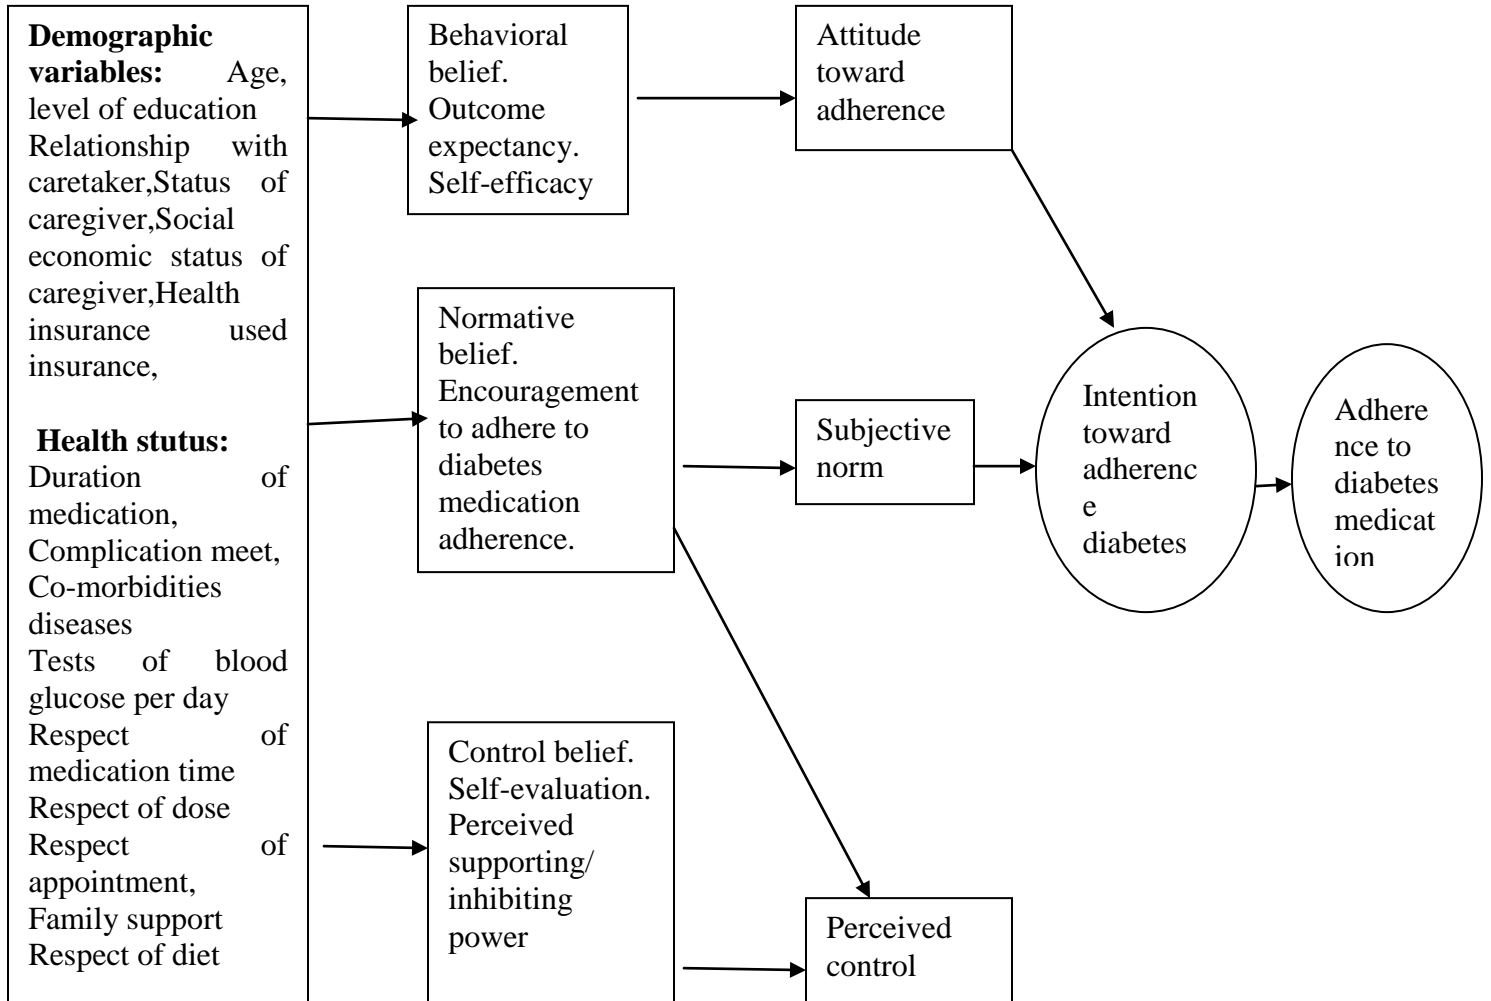 Demographic
variables: Age,
level of education
Relationship with
caretaker,Status of
caregiver,Social
economic status of
caregiver,Health
insurance used
insurance,
Health stutus:
Duration of
medication,
Complication meet,
Co-morbidities
diseases
Tests of blood
glucose per day
Respect of
medication time
Respect of dose
Respect of
appointment,
Family support
Respect of diet
Behavioral
belief.
Outcome
expectancy.
Self-efficacy
Normative
belief.
Encouragement
to adhere to
diabetes
medication
adherence.
Control belief.
Self-evaluation.
Perceived
supporting/
inhibiting
power
Attitude
toward
adherence
Subjective
norm
Perceived
control
Intention
toward
adherenc
e
diabetes
Adhere
nce to
diabetes
medicat
ion